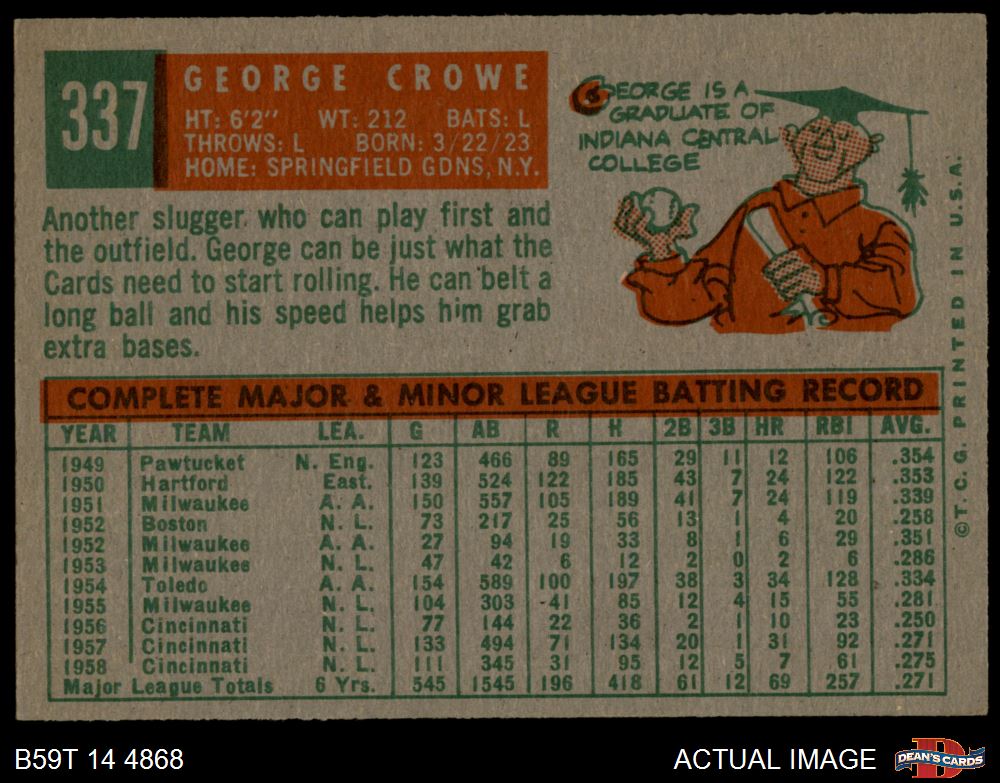 337
GEORGE CROWE
HT: 6'2" WT: 212 BATS: L
THROWS: L BORN: 3/22/23
HOME: SPRINGFIELD GDNS, N.Y.
GEORGE IS A
GRADUATE OF
INDIANA CENTRAL
COLLEGE
Another slugger who can play first and
the outfield. George can be just what the
Cards need to start rolling. He can belt a
long ball and his speed helps him grab
extra bases.
COMPLETE MAJOR & MINOR LEAGUE BATTING RECORD
YEAR TEAM LEA. G AB R H 2B 3B HR RBI AVG.
1949 Pawtucket N. Eng. 123 466 89 165 29 11 12 106 .354
1950 Hartford East. 139 524 122 185 43 7 24 122 .353
1951 Milwaukee A. A. 150 557 105 189 41 7 24 119 .339
1952 Boston N. L. 73 217 25 56 13 1 4 20 .258
1952 Milwaukee A. A. 27 94 19 33 8 1 6 29 .351
1953 Milwaukee N. L. 47 42 6 12 2 0 2 6 .286
1954 Toledo A. A. 154 589 100 197 38 3 34 128 .334
1955 Milwaukee N. L. 104 303 41 85 12 4 15 55 .281
1956 Cincinnati N. L. 77 144 22 36 2 1 10 23 .250
1957 Cincinnati N. L. 133 494 71 134 20 1 31 92 .271
1958 Cincinnati N. L. 111 345 31 95 12 5 7 61 .275
Major League Totals 6 Yrs. 545 1545 196 418 61 12 69 257 .271
©T.C.G. PRINTED IN U.S.A.
B59T 14 4868
ACTUAL IMAGE
D
DEAN'S CARDS